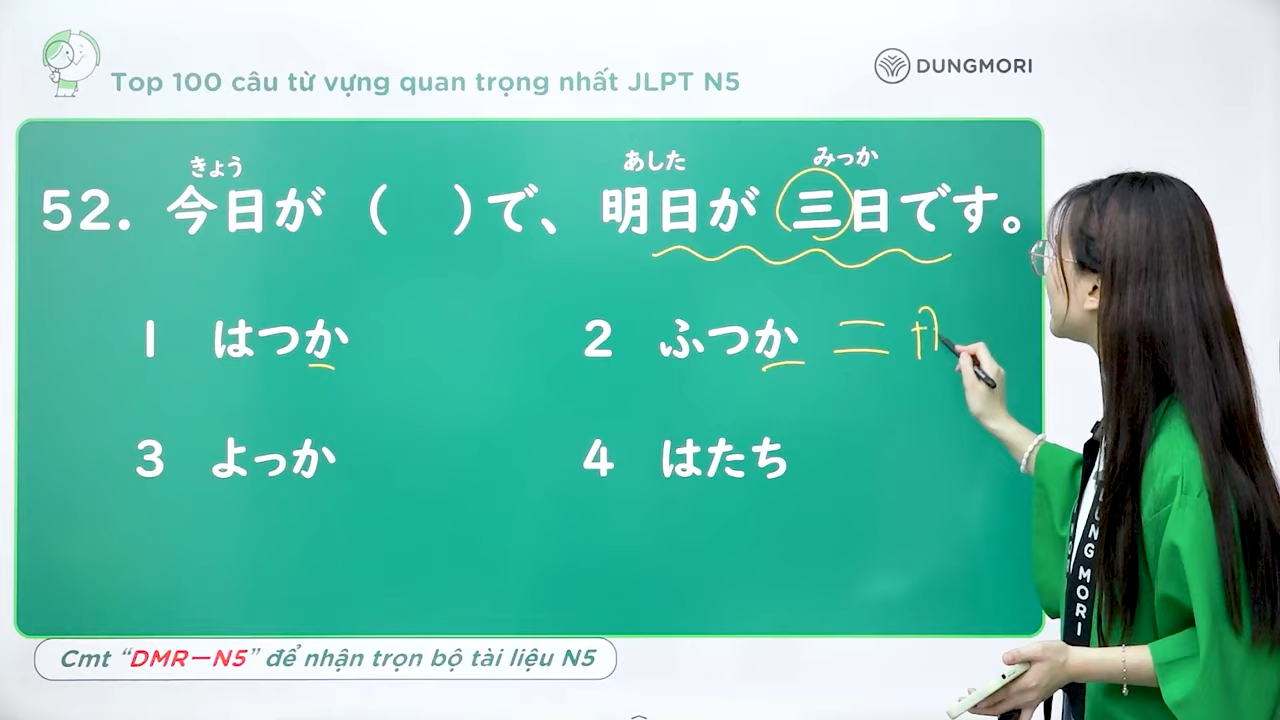 Top 100 câu từ vựng quan trọng nhất JLPT N5
DUNGMORI
きょう あした みっか
52. 今日が ( )で、明日が 三日です。
1 はつか 2 ふつか 二
3 よっか 4 はたち
DUNG MORI
Cmt “DMR-N5” để nhận trọn bộ tài liệu N5